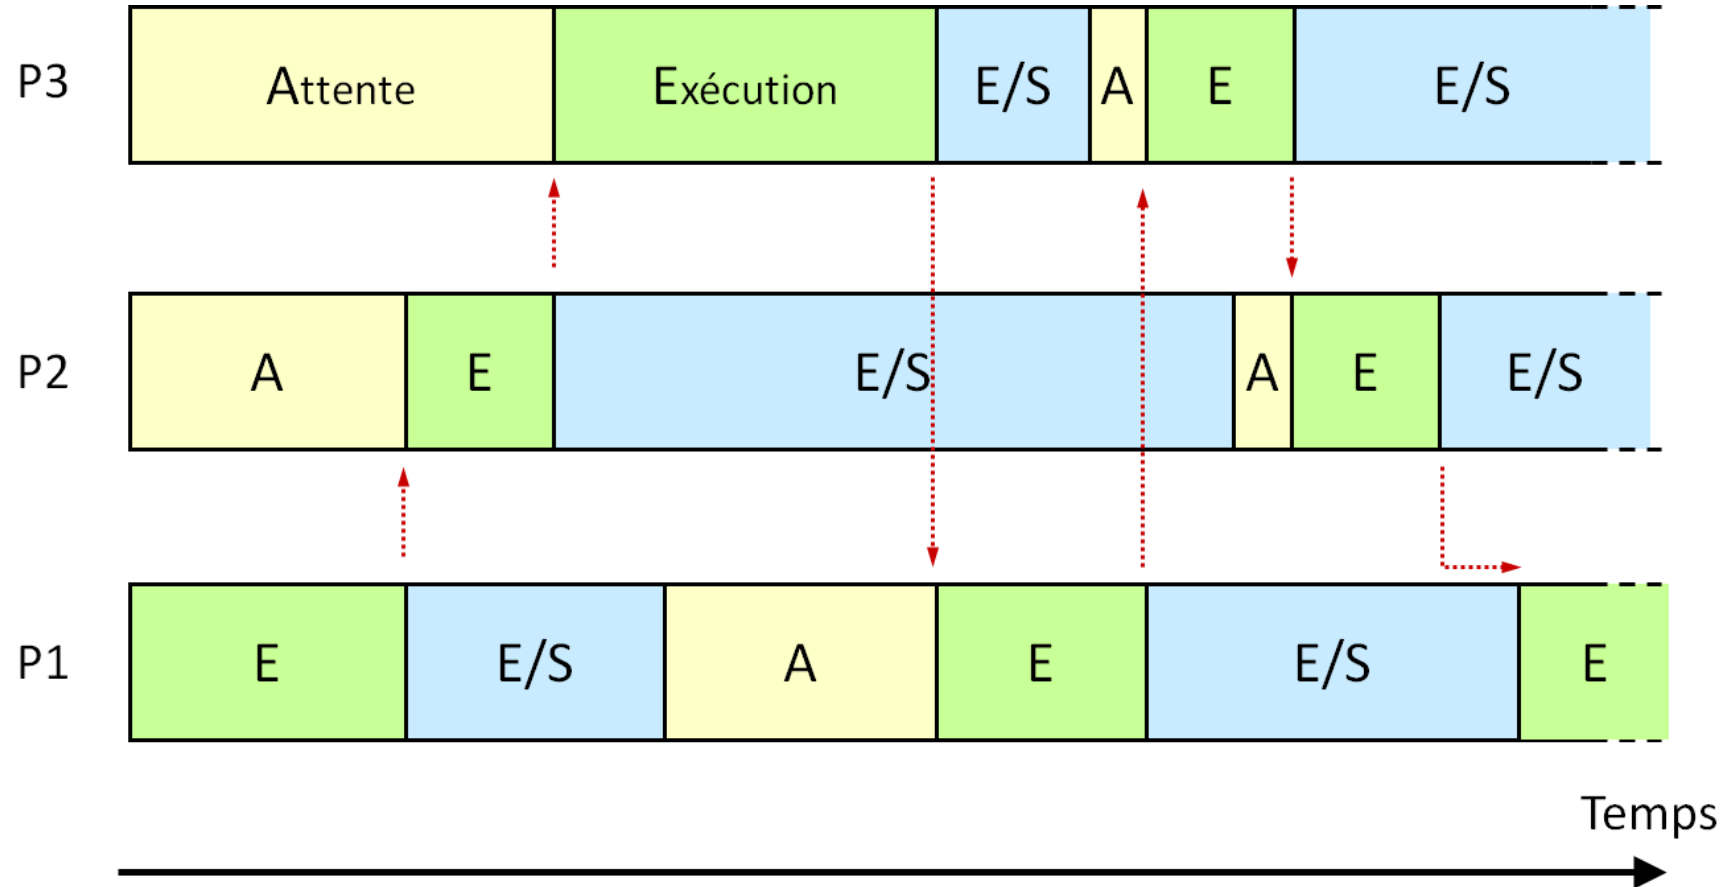 P3 Attente Exécution E/S A E E/S
P2 A E E/S A E E/S
P1 E E/S A E E/S E
Temps